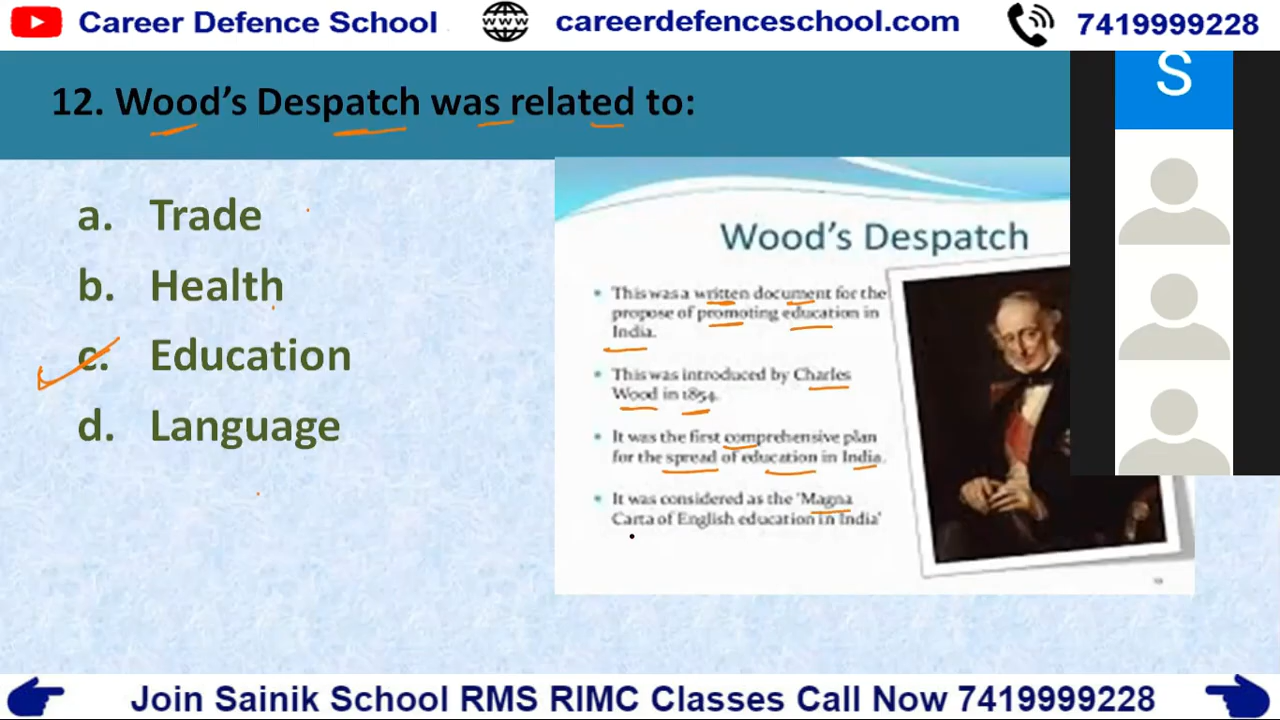 Career Defence School
www
careerdefenceschool.com
7419999228
12. Wood's Despatch was related to:
S
a. Trade
b. Health
c. Education
d. Language
Wood's Despatch
• This was a written document for the
propose of promoting education in
India.
• This was introduced by Charles
Wood in 1854.
• It was the first comprehensive plan
for the spread of education in India.
• It was considered as the 'Magna
Carta of English education in India'
Join Sainik School RMS RIMC Classes Call Now 7419999228